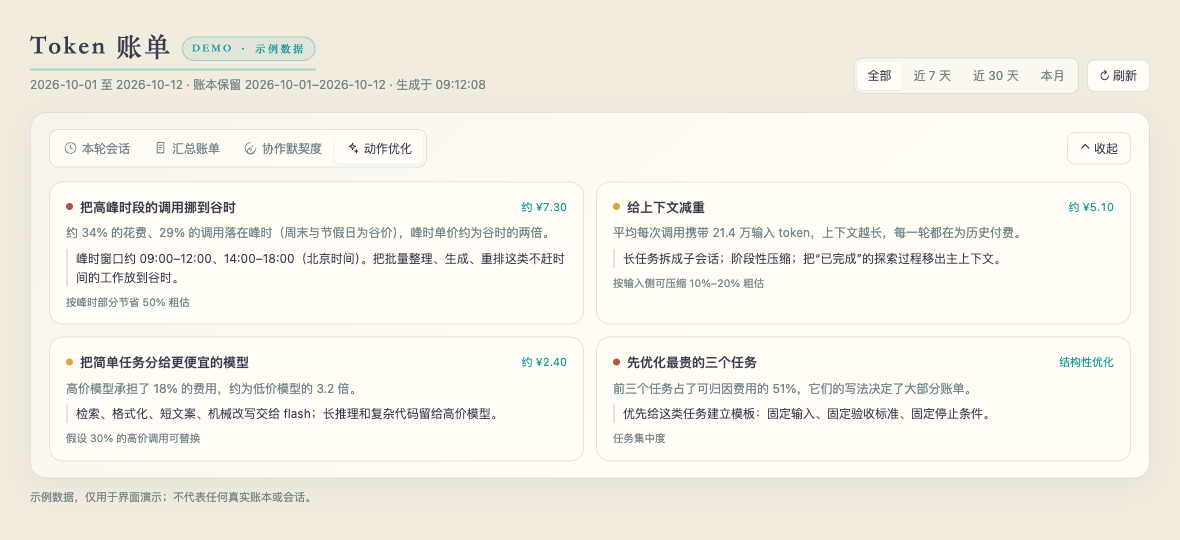 Token 账单 DEMO · 示例数据
2026-10-01 至 2026-10-12 · 账本保留 2026-10-01–2026-10-12 · 生成于 09:12:08
全部 近 7 天 近 30 天 本月 刷新
本轮会话 汇总账单 协作默契度 动作优化 收起
把高峰时段的调用挪到谷时 约 ¥7.30
约 34% 的花费、29% 的调用落在峰时（周末与节假日为谷价），峰时单价约为谷时的两倍。
峰时窗口约 09:00–12:00、14:00–18:00（北京时间）。把批量整理、生成、重排这类不赶时
间的工作放到谷时。
按峰时部分节省 50% 粗估
给上下文减重 约 ¥5.10
平均每次调用携带 21.4 万输入 token，上下文越长，每一轮都在为历史付费。
长任务拆成子会话；阶段性压缩；把“已完成”的探索过程移出主上下文。
按输入侧可压缩 10%–20% 粗估
把简单任务分给更便宜的模型 约 ¥2.40
高价模型承担了 18% 的费用，约为低价模型的 3.2 倍。
检索、格式化、短文案、机械改写交给 flash；长推理和复杂代码留给高价模型。
假设 30% 的高价调用可替换
先优化最贵的三个任务 结构性优化
前三个任务占了可归因费用的 51%，它们的写法决定了大部分账单。
优先给这类任务建立模板：固定输入、固定验收标准、固定停止条件。
任务集中度
示例数据，仅用于界面演示；不代表任何真实账本或会话。